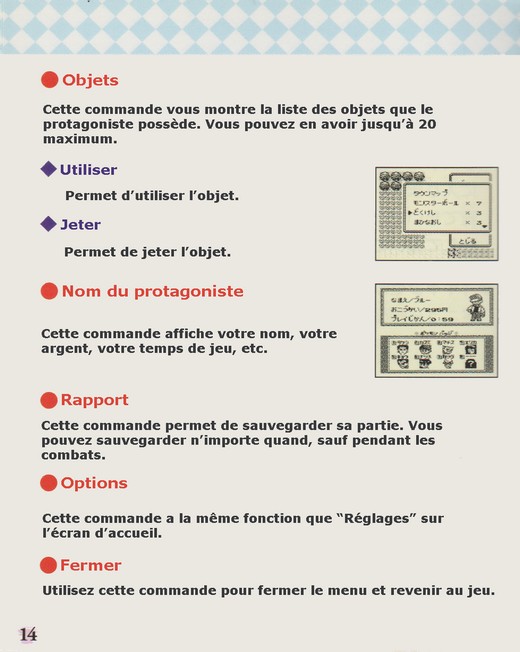 Objets
Cette commande vous montre la liste des objets que le
protagoniste possède. Vous pouvez en avoir jusqu’à 20
maximum.
Utiliser
Permet d’utiliser l’objet.
Jeter
Permet de jeter l’objet.
タウンマップ
モンスターボール × 7
▶どくけし × 3
まひなおし × 3
とじる
Nom du protagoniste
Cette commande affiche votre nom, votre
argent, votre temps de jeu, etc.
なまえ/ブルー
おこづかい/295円
プレイじかん/0:59
Rapport
Cette commande permet de sauvegarder sa partie. Vous
pouvez sauvegarder n’importe quand, sauf pendant les
combats.
Options
Cette commande a la même fonction que “Réglages” sur
l’écran d’accueil.
Fermer
Utilisez cette commande pour fermer le menu et revenir au jeu.
14